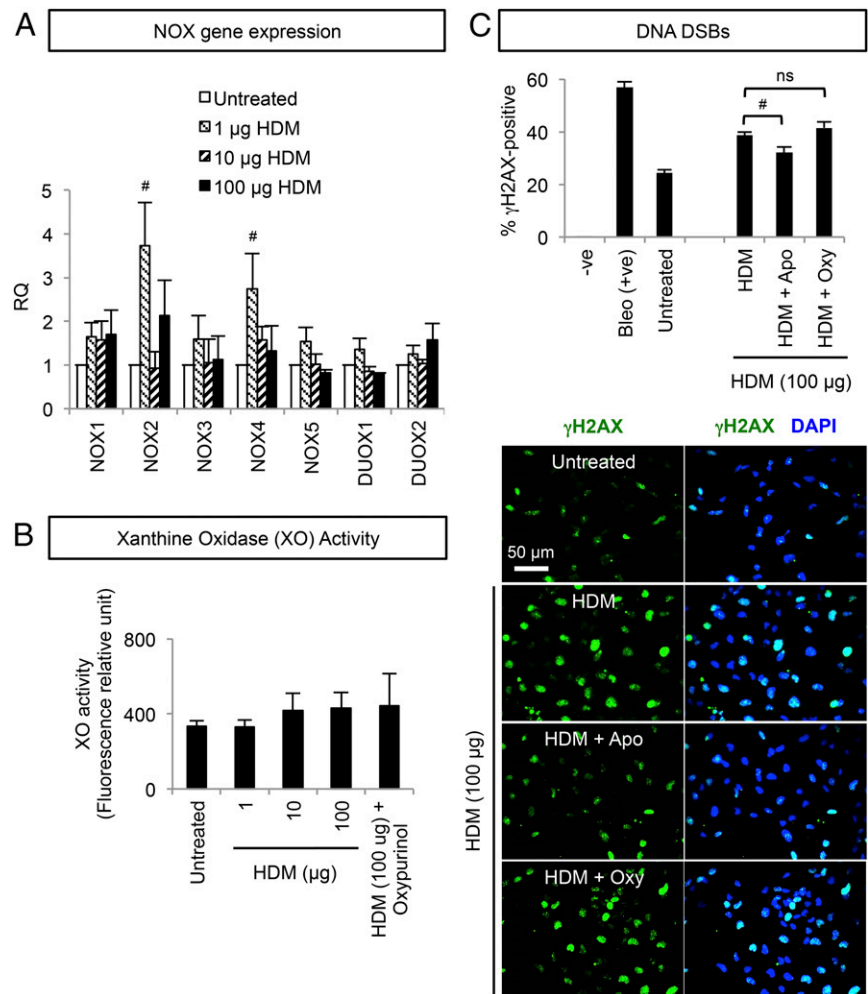 A
NOX gene expression
Untreated
1 µg HDM
10 µg HDM
100 µg HDM
RQ
5
4
3
2
1
0
#
#
NOX1
NOX2
NOX3
NOX4
NOX5
DUOX1
DUOX2
B
Xanthine Oxidase (XO) Activity
XO activity
(Fluorescence relative unit)
800
400
0
Untreated
1
10
100
HDM (µg)
HDM (100 ug) +
Oxypurinol
C
DNA DSBs
% γH2AX-positive
60
40
20
0
ns
#
-ve
Bleo (+ve)
Untreated
HDM
HDM + Apo
HDM + Oxy
HDM (100 µg)
γH2AX
γH2AX DAPI
Untreated
50 µm
HDM
HDM + Apo
HDM + Oxy
HDM (100 µg)